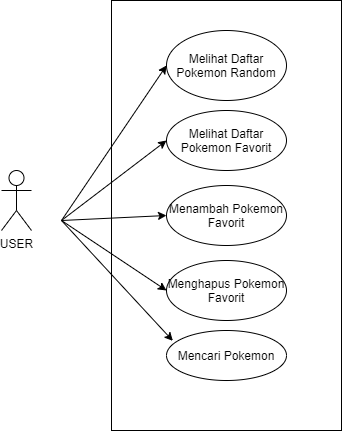 Melihat Daftar
Pokemon Random
Melihat Daftar
Pokemon Favorit
Menambah Pokemon
Favorit
Menghapus Pokemon
Favorit
Mencari Pokemon
USER